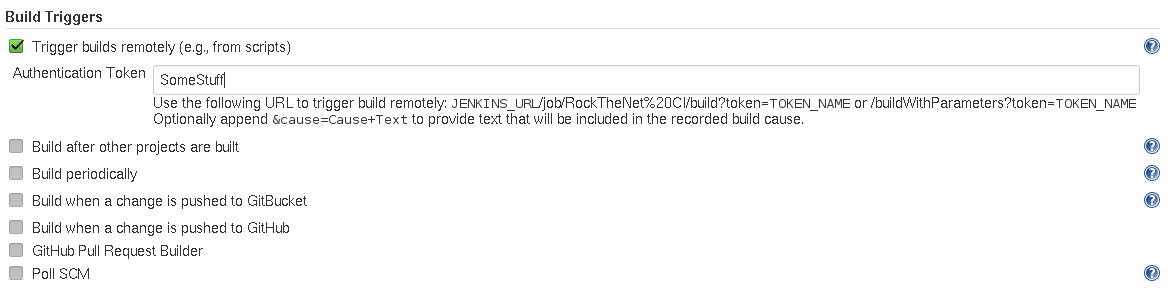 Build Triggers
Trigger builds remotely (e.g., from scripts)
Authentication Token SomeStuff
Use the following URL to trigger build remotely: JENKINS_URL/job/RockTheNet%20CI/build?token=TOKEN_NAME or /buildWithParameters?token=TOKEN_NAME
Optionally append &cause=Cause+Text to provide text that will be included in the recorded build cause.
Build after other projects are built
Build periodically
Build when a change is pushed to GitBucket
Build when a change is pushed to GitHub
GitHub Pull Request Builder
Poll SCM